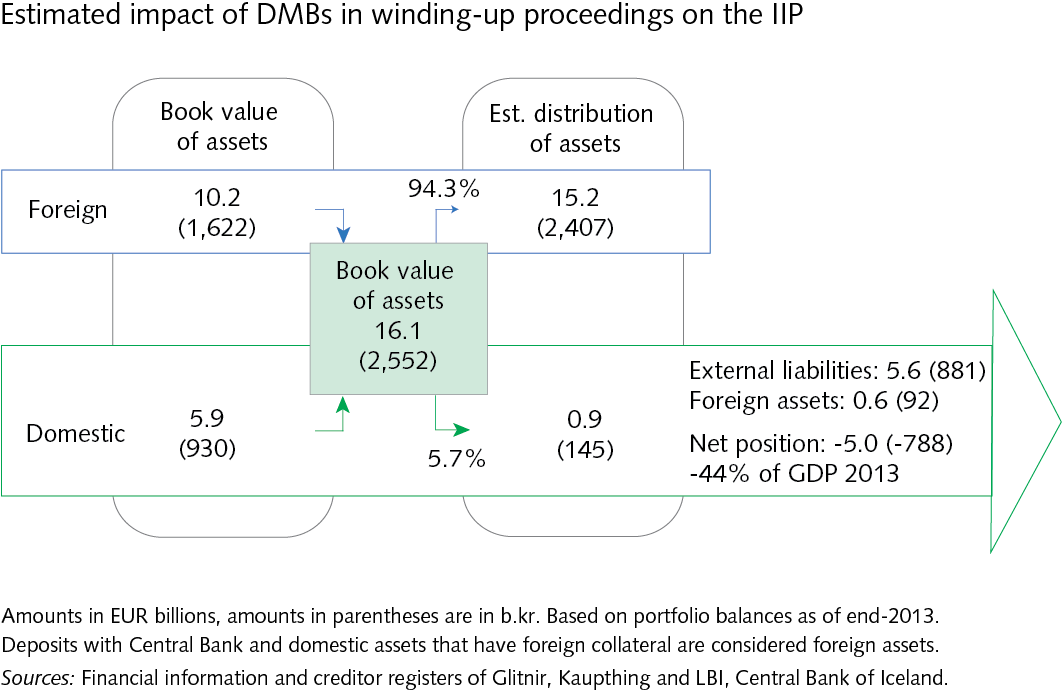 Estimated impact of DMBs in winding-up proceedings on the IIP
Book value
of assets
Est. distribution
of assets
Foreign
10.2
(1,622)
94.3%
15.2
(2,407)
Book value
of assets
16.1
(2,552)
Domestic
5.9
(930)
5.7%
0.9
(145)
External liabilities: 5.6 (881)
Foreign assets: 0.6 (92)
Net position: -5.0 (-788)
-44% of GDP 2013
Amounts in EUR billions, amounts in parentheses are in b.kr. Based on portfolio balances as of end-2013.
Deposits with Central Bank and domestic assets that have foreign collateral are considered foreign assets.
Sources: Financial information and creditor registers of Glitnir, Kaupthing and LBI, Central Bank of Iceland.